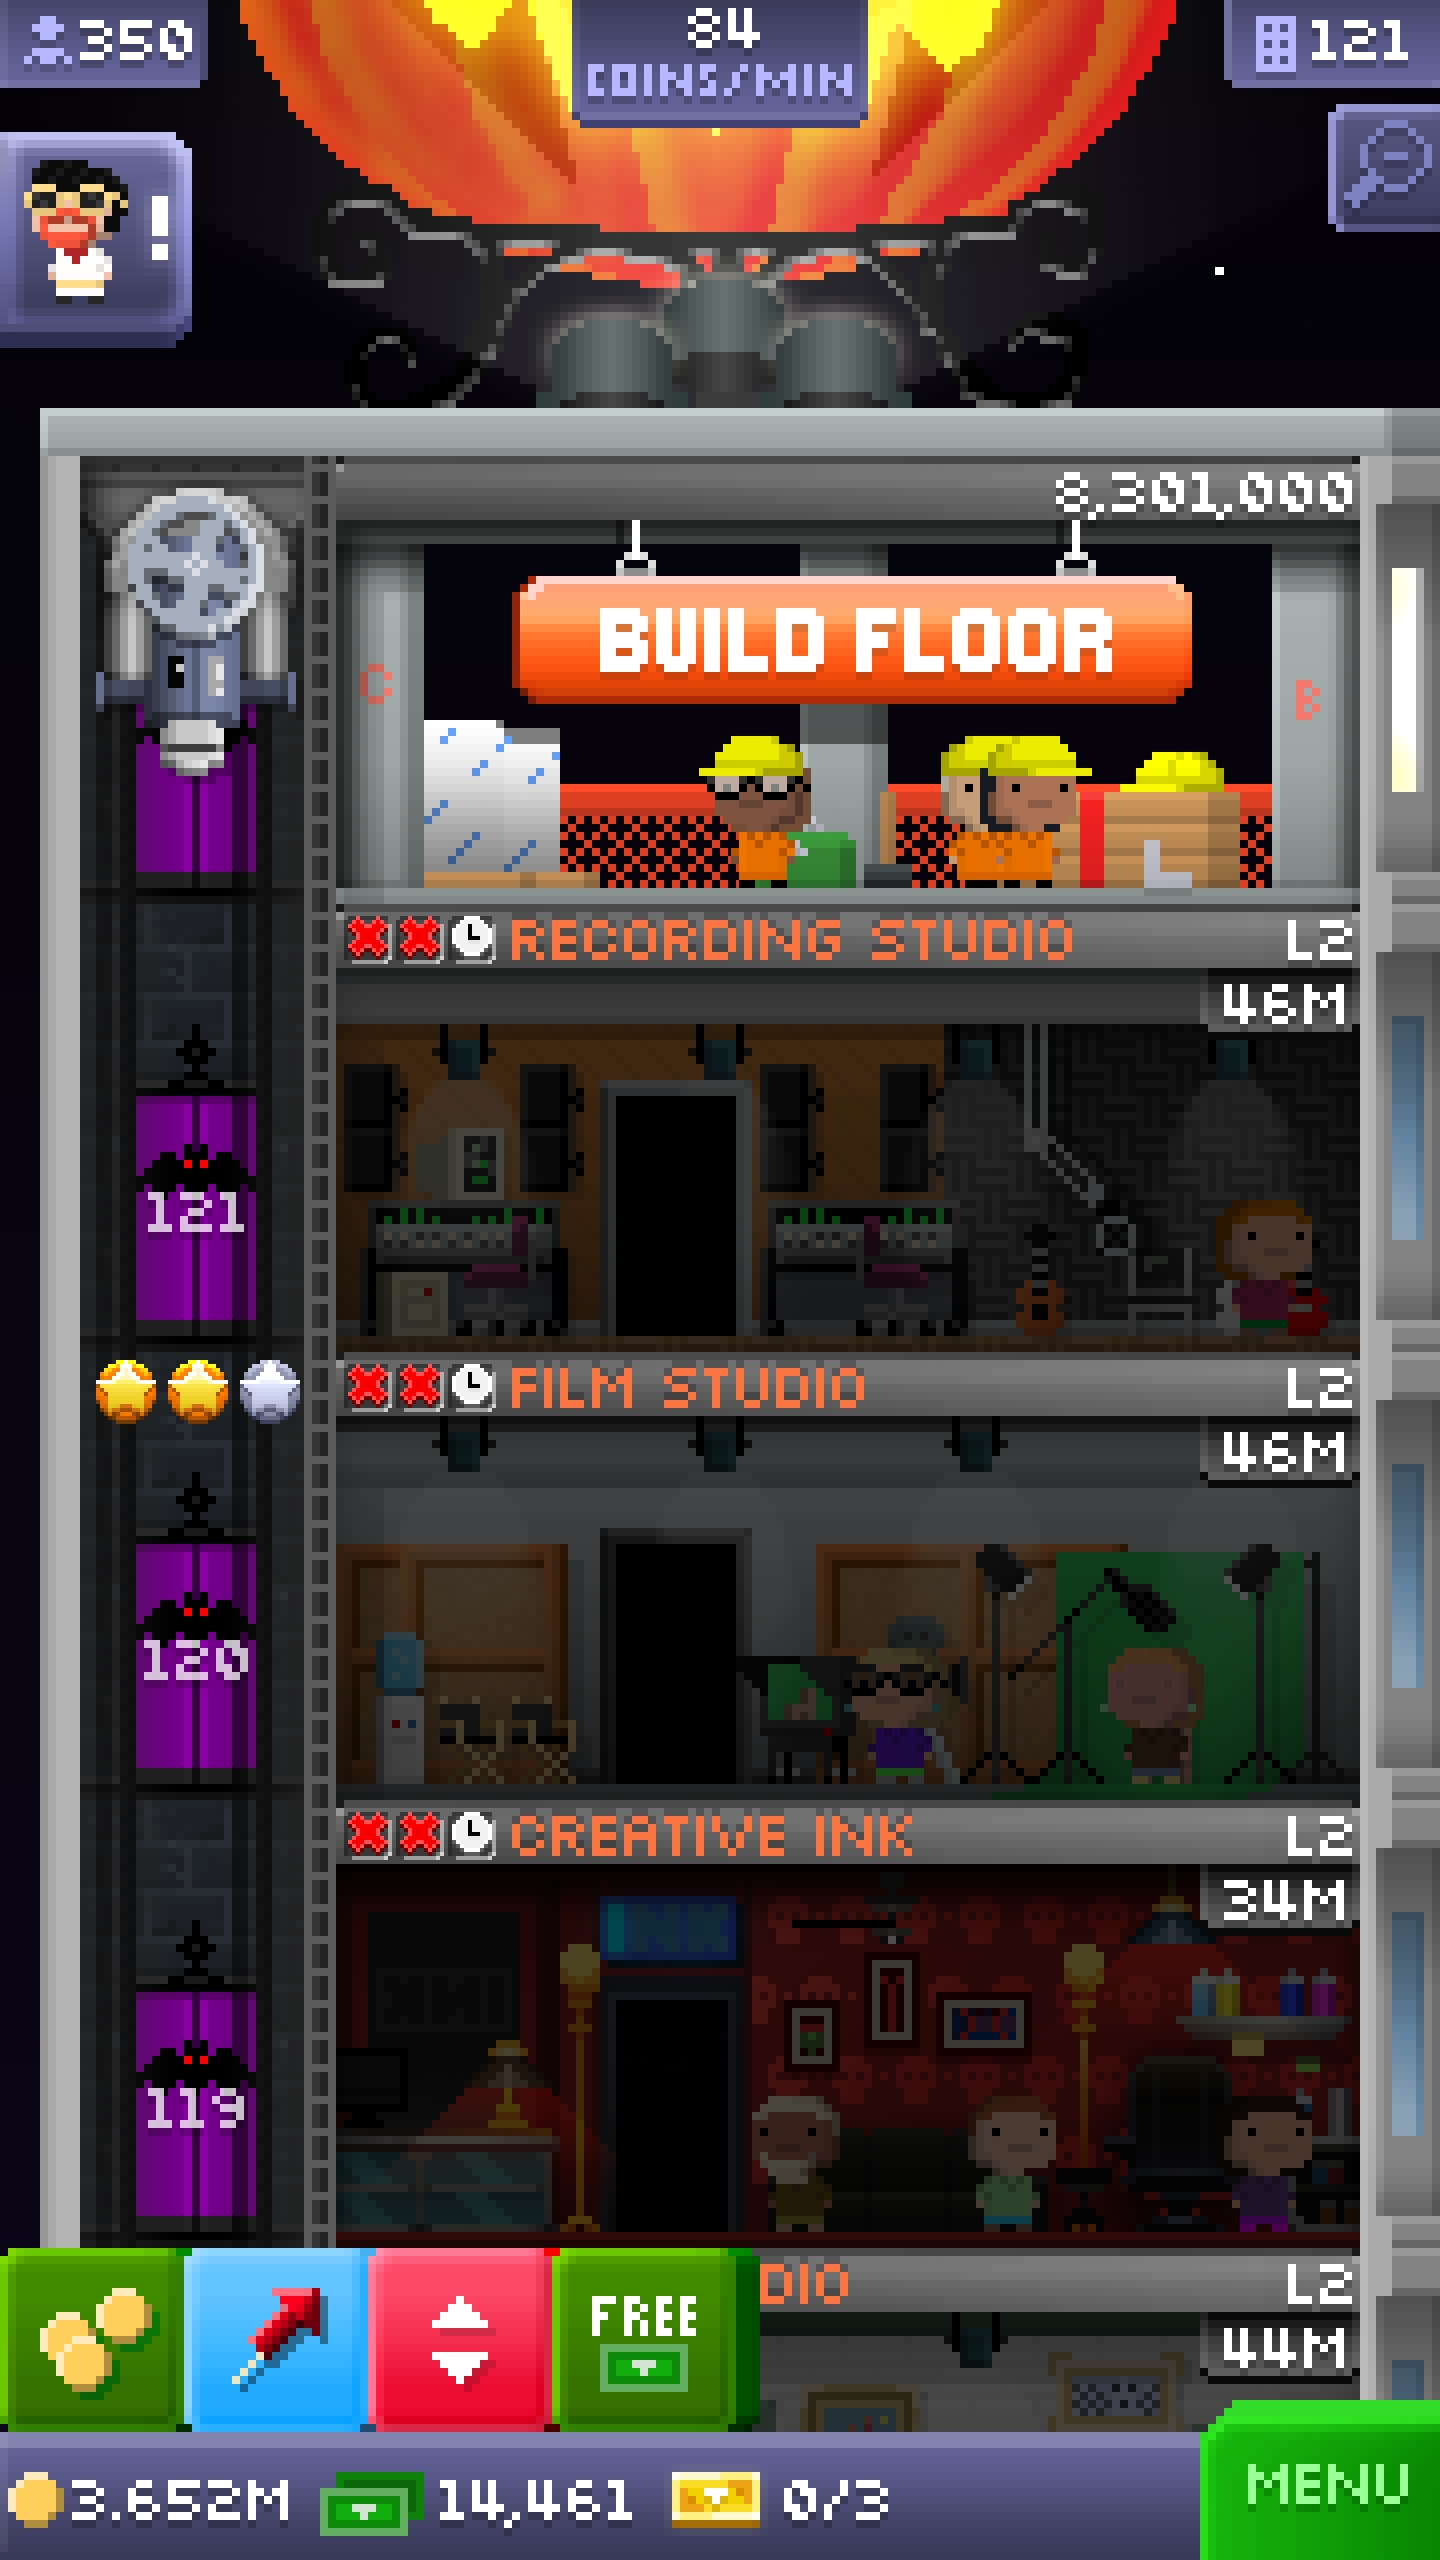 350
84
COINS/MIN
121
!
8,301,000
BUILD FLOOR
C
B
RECORDING STUDIO L2
46M
121
FILM STUDIO L2
46M
120
CREATIVE INK L2
34M
INK
119
DIO L2
FREE
44M
3.652M 14,461 0/3
MENU